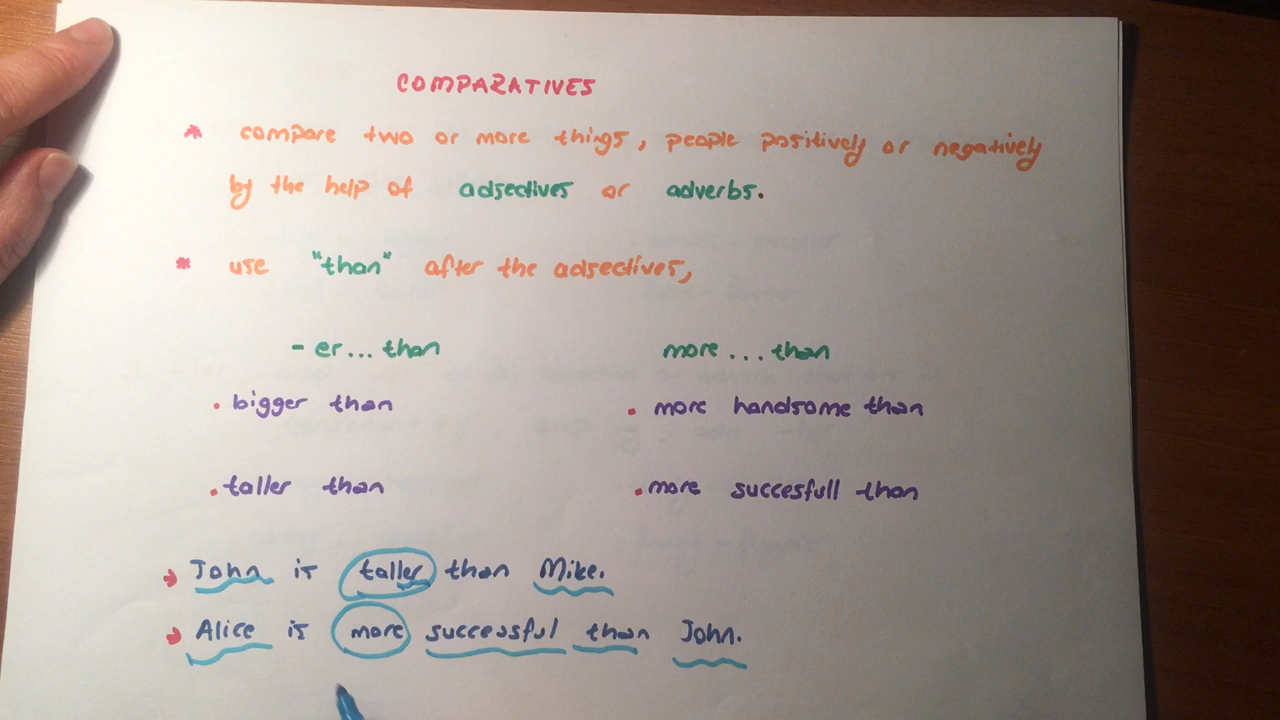 COMPARATIVES
* compare two or more things, people positively or negatively
by the help of adjectives or adverbs.
* use "than" after the adjectives,
- er... than more ... than
. bigger than . more handsome than
. taller than . more succesfull than
→ John is taller than Mike.
→ Alice is more successful than John.